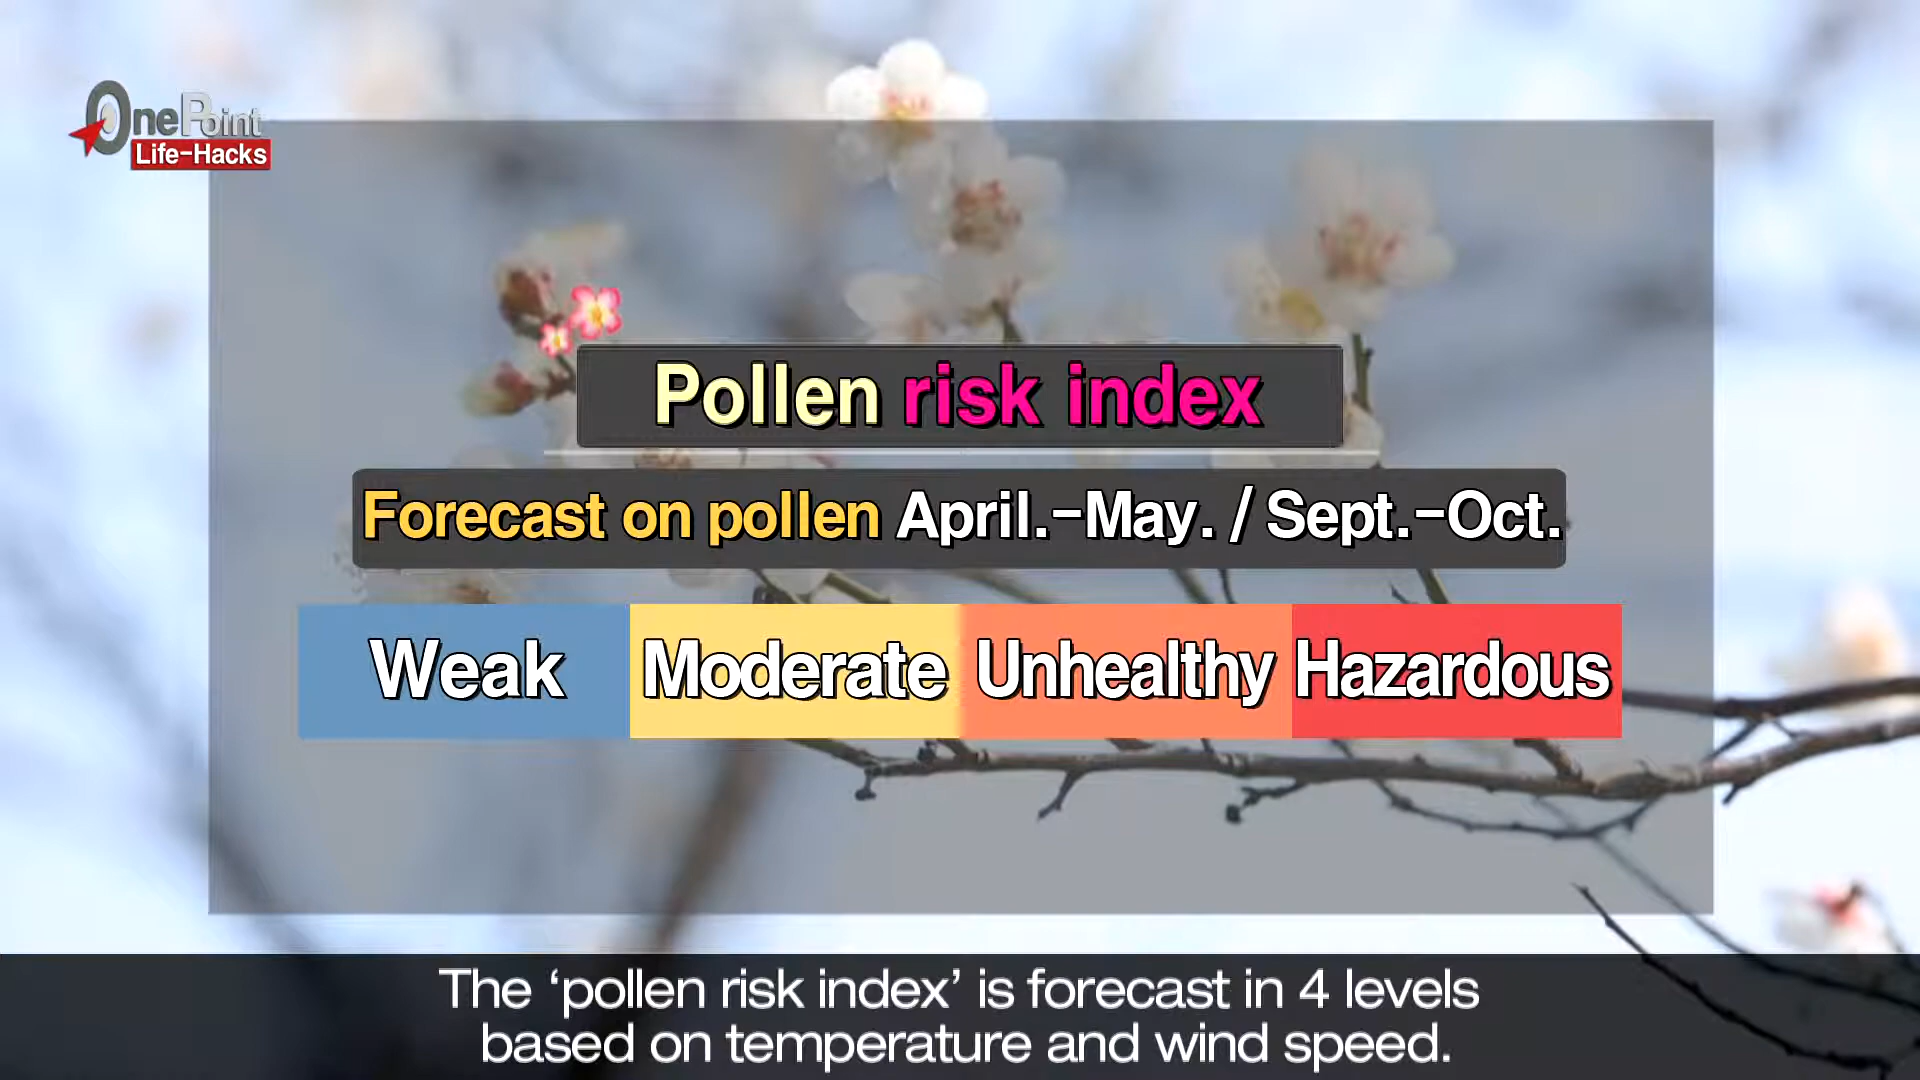 OnePoint
Life-Hacks
Pollen risk index
Forecast on pollen April.-May. / Sept.-Oct.
Weak Moderate Unhealthy Hazardous
The ‘pollen risk index’ is forecast in 4 levels
based on temperature and wind speed.